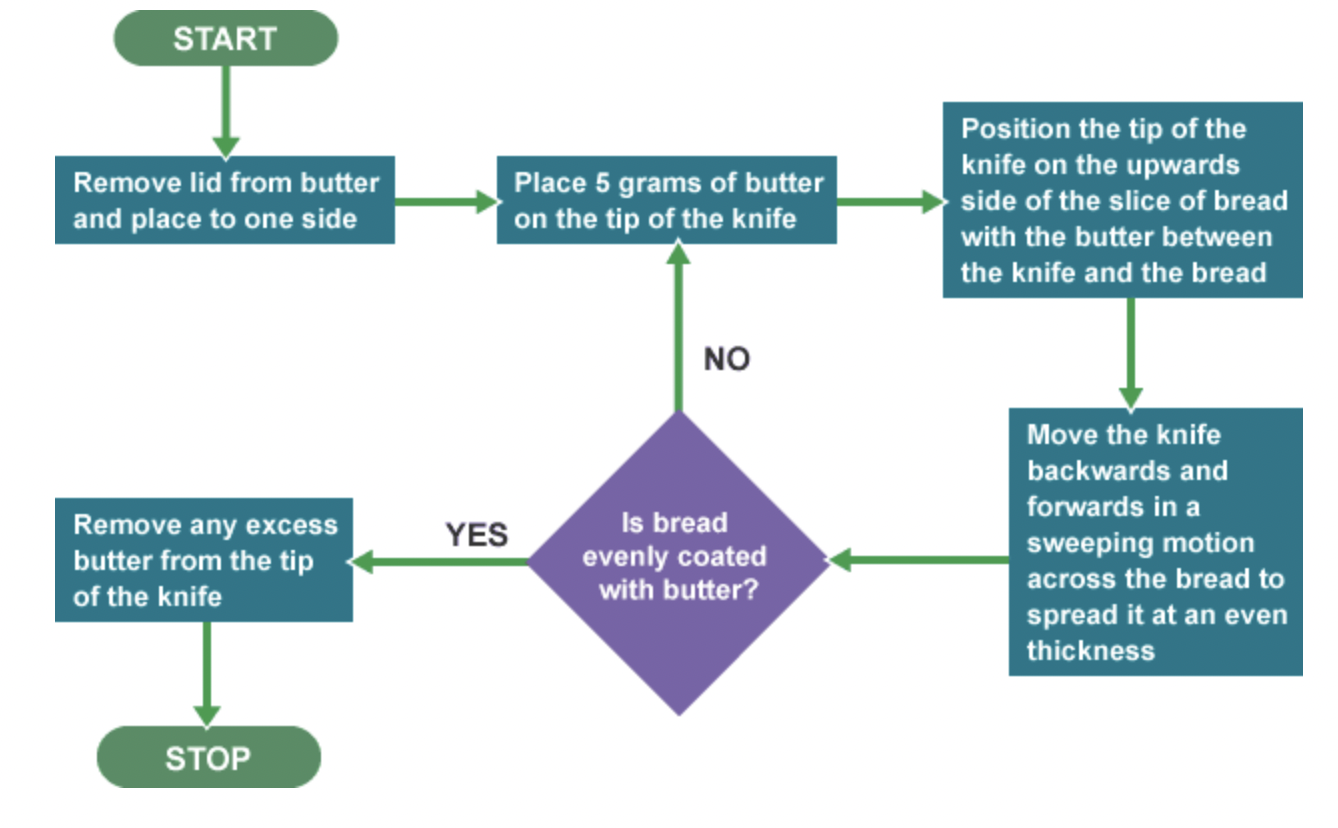 START
Remove lid from butter
and place to one side
Place 5 grams of butter
on the tip of the knife
Position the tip of the
knife on the upwards
side of the slice of bread
with the butter between
the knife and the bread
Move the knife
backwards and
forwards in a
sweeping motion
across the bread to
spread it at an even
thickness
Is bread
evenly coated
with butter?
NO
YES
Remove any excess
butter from the tip
of the knife
STOP